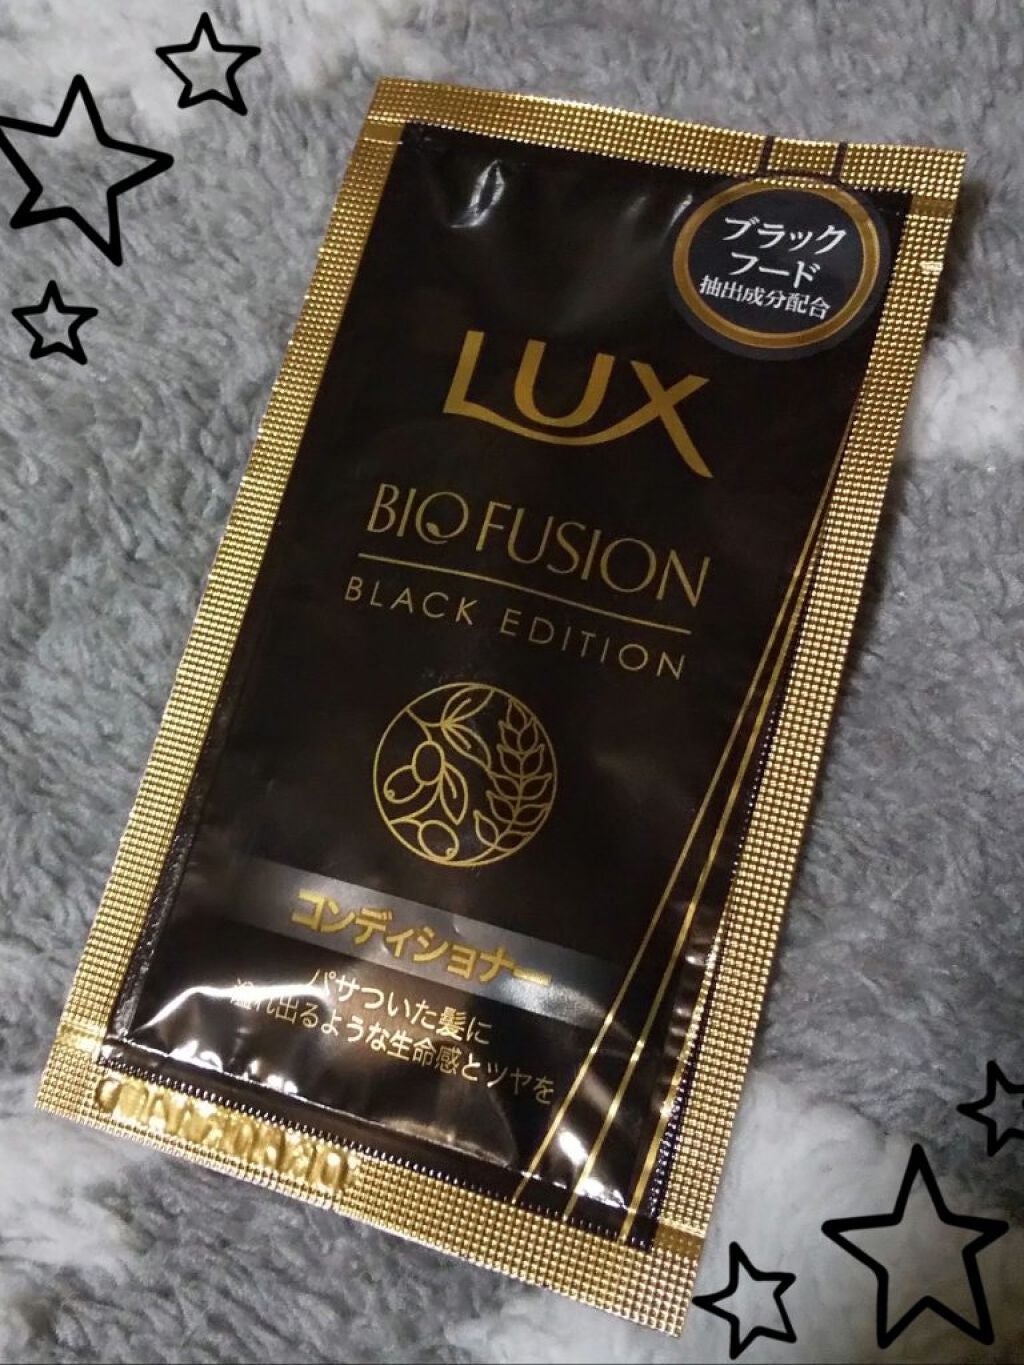 ブラック
フード
抽出成分配合
LUX
BIO FUSION
BLACK EDITION
コンディショナー
パサついた髪に
溢れ出るような生命感とツヤを